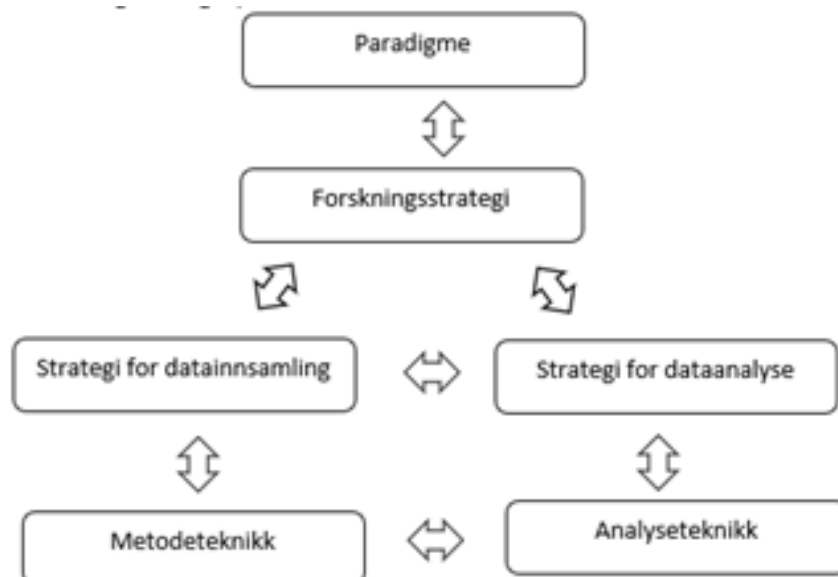 Paradigme
Forskningsstrategi
Strategi for datainnsamling
Strategi for dataanalyse
Metodeteknikk
Analyseteknikk